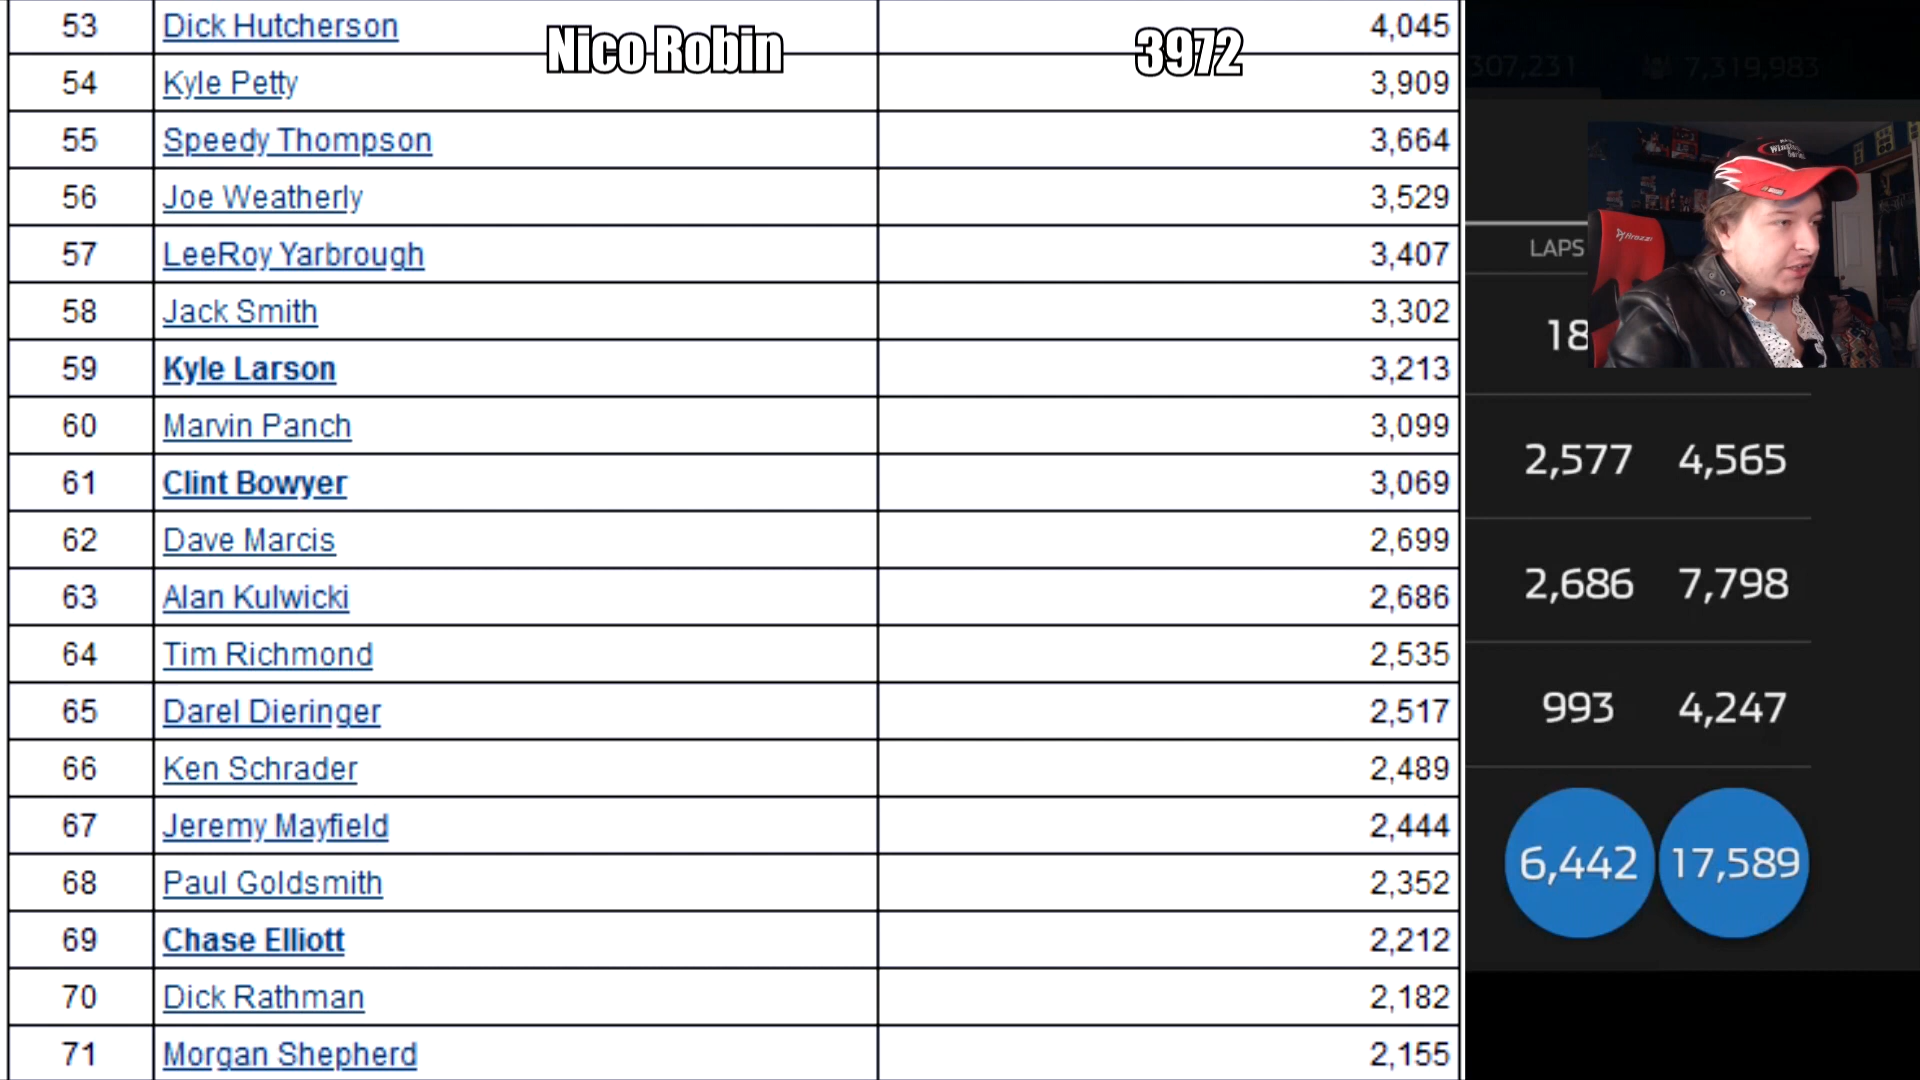 53 Dick Hutcherson 4,045
Nico Robin 3972
54 Kyle Petty 3,909
55 Speedy Thompson 3,664
56 Joe Weatherly 3,529
57 LeeRoy Yarbrough 3,407
58 Jack Smith 3,302
59 Kyle Larson 3,213
60 Marvin Panch 3,099
61 Clint Bowyer 3,069
62 Dave Marcis 2,699
63 Alan Kulwicki 2,686
64 Tim Richmond 2,535
65 Darel Dieringer 2,517
66 Ken Schrader 2,489
67 Jeremy Mayfield 2,444
68 Paul Goldsmith 2,352
69 Chase Elliott 2,212
70 Dick Rathman 2,182
71 Morgan Shepherd 2,155
307,231 7,319,983
LAPS
18
2,577 4,565
2,686 7,798
993 4,247
6,442 17,589